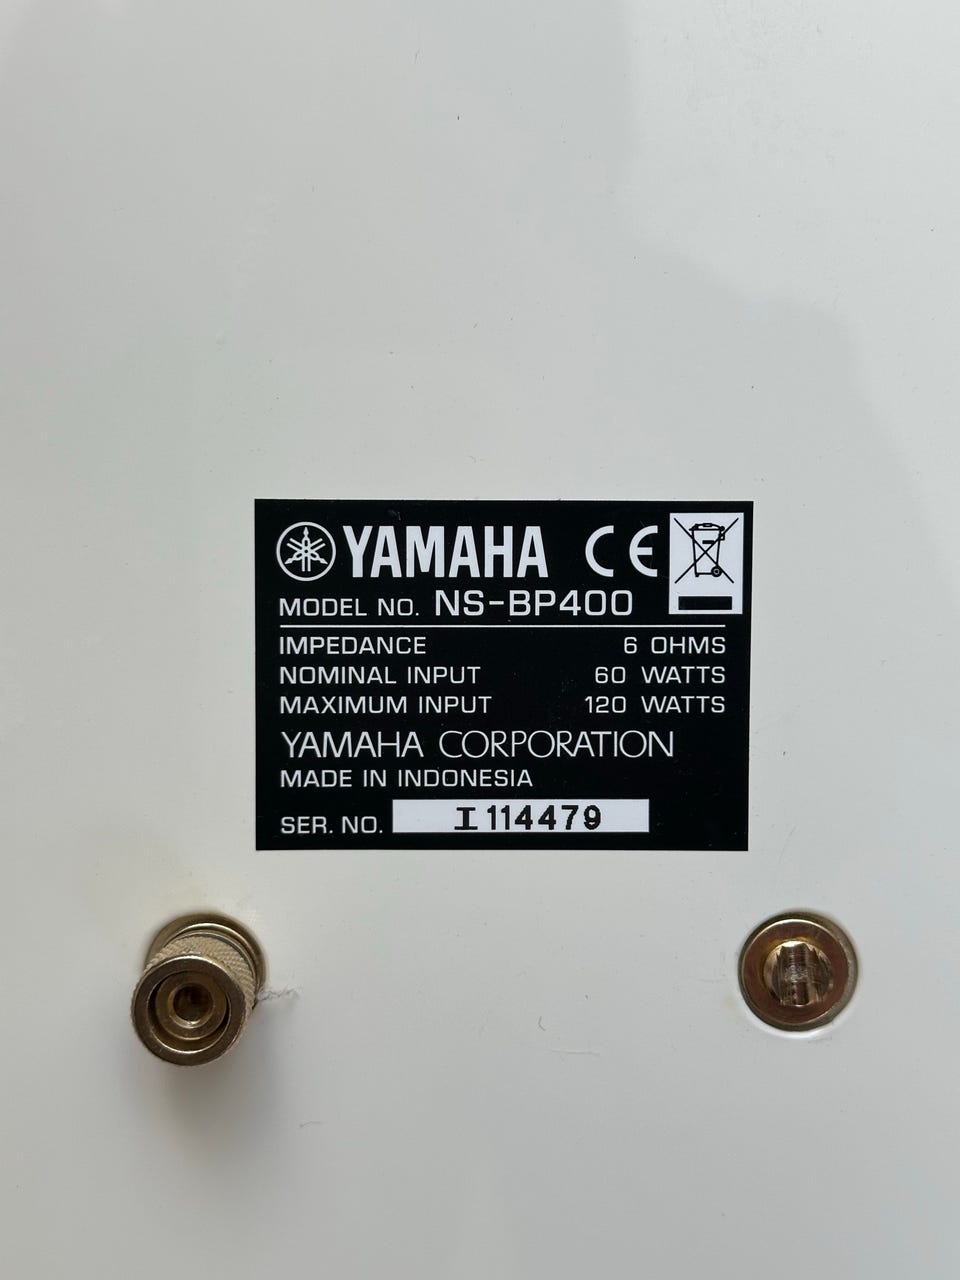 YAMAHA CE
MODEL NO. NS-BP400
IMPEDANCE 6 OHMS
NOMINAL INPUT 60 WATTS
MAXIMUM INPUT 120 WATTS
YAMAHA CORPORATION
MADE IN INDONESIA
SER. NO. I114479